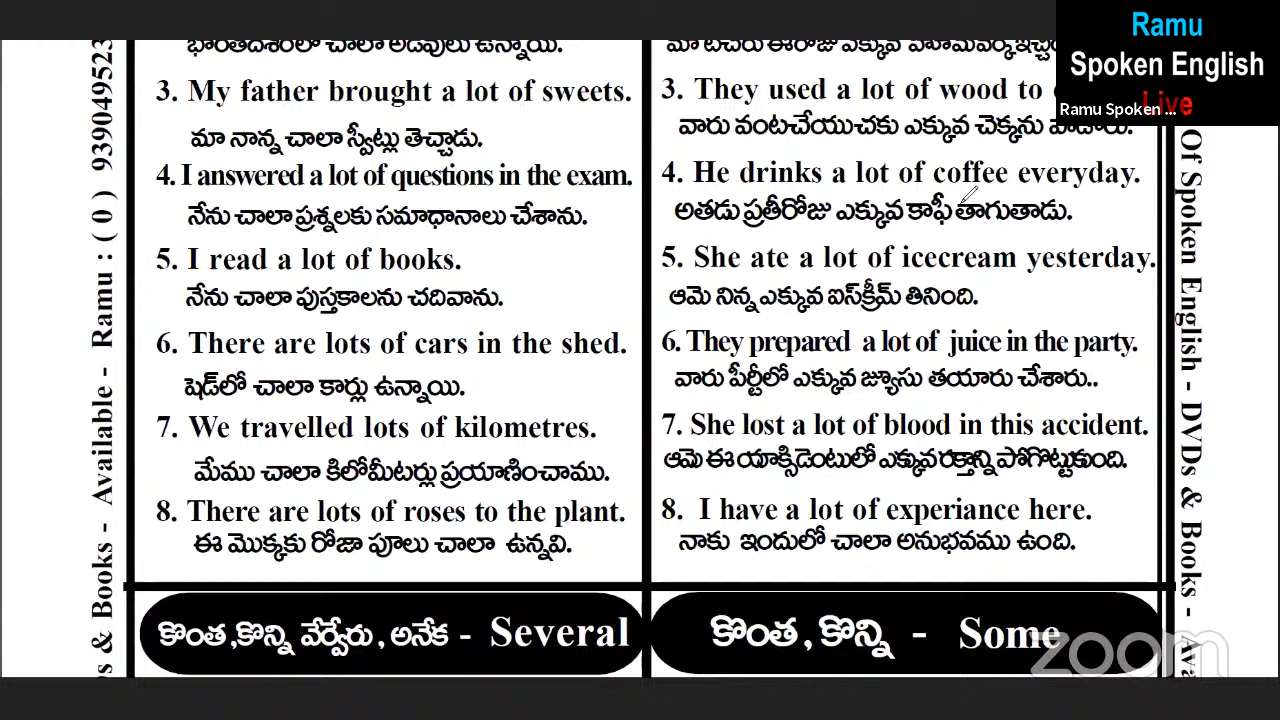 Ramu
Spoken English
Live
Ramu Spoken ...
భారతదేశంలో చాలా అడవులు ఉన్నాయి.
3. My father brought a lot of sweets.
మా నాన్న చాలా స్వీట్లు తెచ్చాడు.
4. I answered a lot of questions in the exam.
నేను చాలా ప్రశ్నలకు సమాధానాలు చేశాను.
5. I read a lot of books.
నేను చాలా పుస్తకాలను చదివాను.
6. There are lots of cars in the shed.
షెడ్‌లో చాలా కార్లు ఉన్నాయి.
7. We travelled lots of kilometres.
మేము చాలా కిలోమీటర్లు ప్రయాణించాము.
8. There are lots of roses to the plant.
ఈ మొక్కకు రోజా పూలు చాలా ఉన్నవి.
కొంత,కొన్ని వేర్వేరు, అనేక - Several
మా టీచరు ఈరోజు ఎక్కువ
3. They used a lot of wood to
వారు వంటచేయుచకు ఎక్కువ చెక్కను వాడారు.
4. He drinks a lot of coffee everyday.
అతడు ప్రతీరోజు ఎక్కువ కాఫీ తాగుతాడు.
5. She ate a lot of icecream yesterday.
ఆమె నిన్న ఎక్కువ ఐస్‌క్రీమ్ తినింది.
6. They prepared a lot of juice in the party.
వారు పీర్టీలో ఎక్కువ జ్యూసు తయారు చేశారు..
7. She lost a lot of blood in this accident.
ఆమె ఈ యాక్సిడెంటులో ఎక్కువ రక్తాన్ని పోగొట్టుకుంది.
8. I have a lot of experiance here.
నాకు ఇందులో చాలా అనుభవము ఉంది.
కొంత, కొన్ని - Some
zoom
& Books - Available - Ramu : ( 0 ) 939049523
Of Spoken English - DVDs & Books -